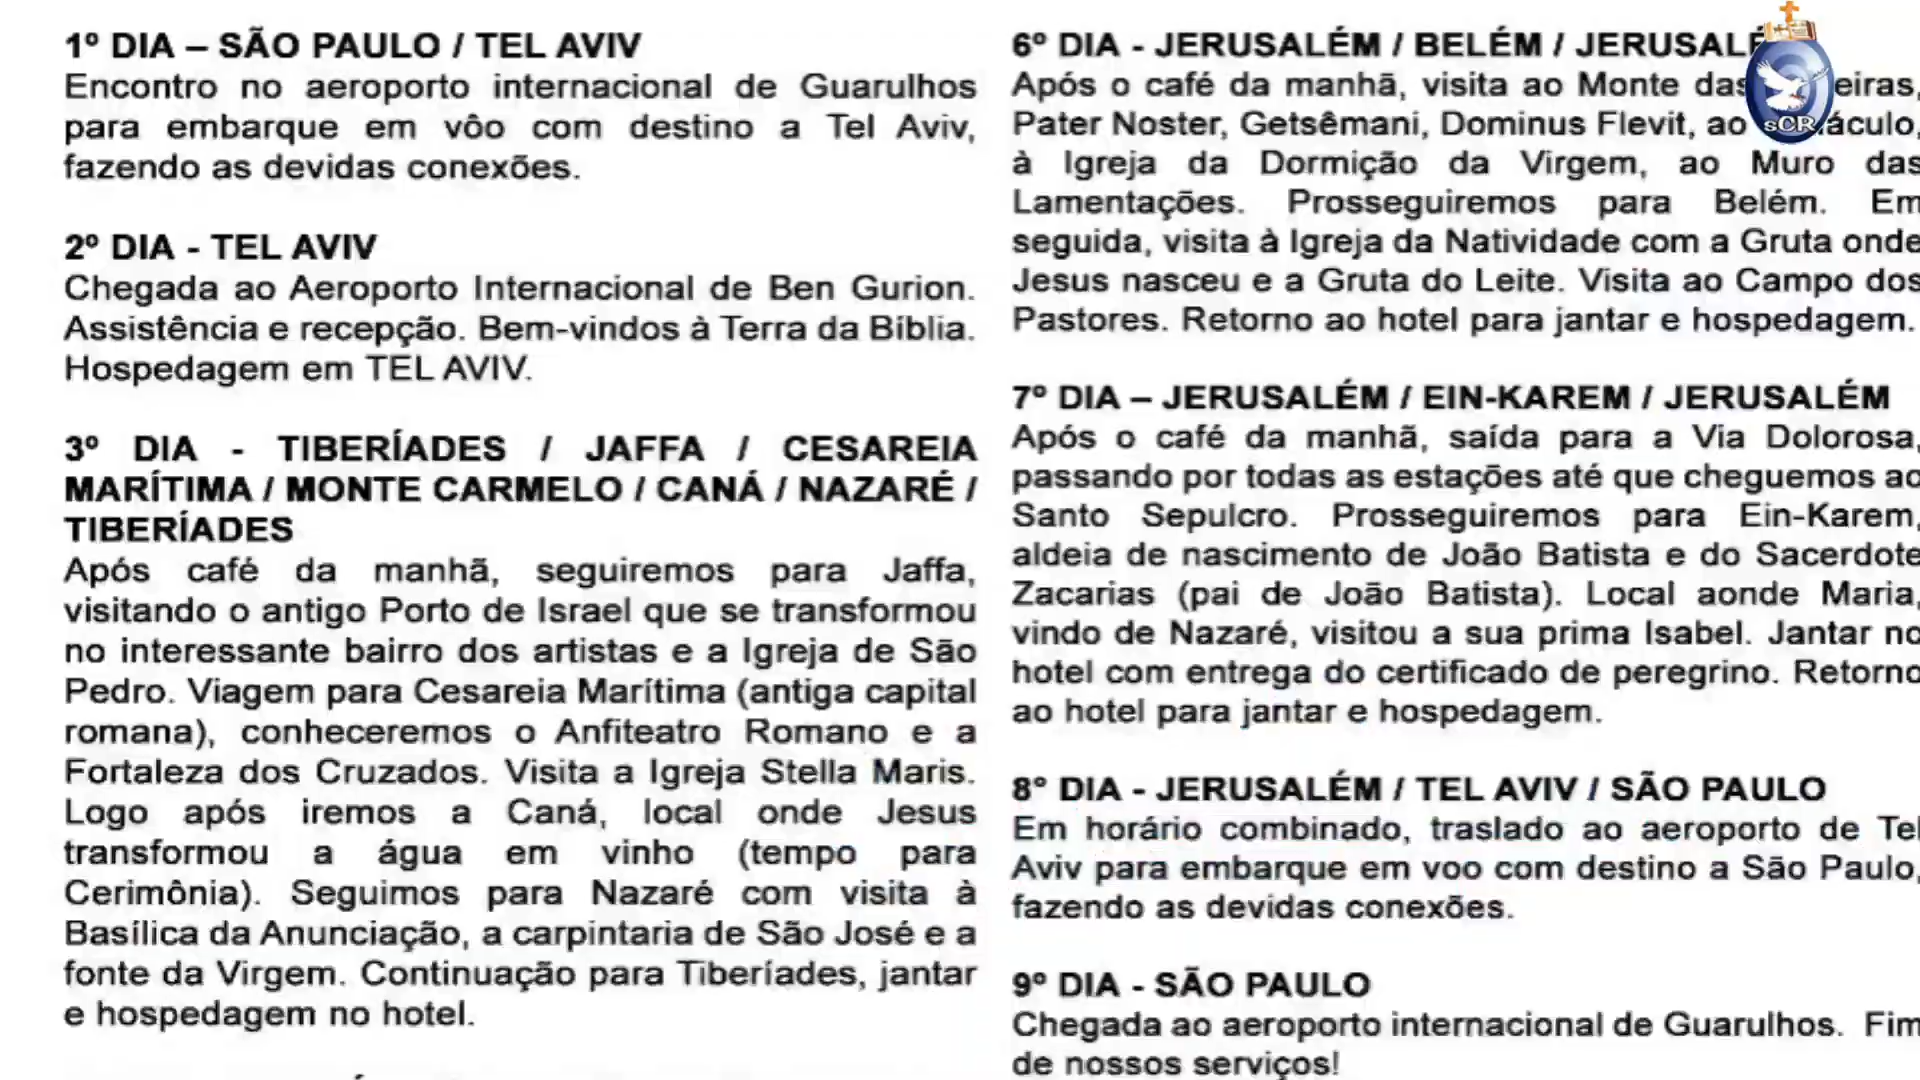 1º DIA – SÃO PAULO / TEL AVIV
Encontro no aeroporto internacional de Guarulhos
para embarque em vôo com destino a Tel Aviv,
fazendo as devidas conexões.
2º DIA - TEL AVIV
Chegada ao Aeroporto Internacional de Ben Gurion.
Assistência e recepção. Bem-vindos à Terra da Bíblia.
Hospedagem em TEL AVIV.
3º DIA - TIBERÍADES / JAFFA / CESAREIA
MARÍTIMA / MONTE CARMELO / CANÁ / NAZARÉ /
TIBERÍADES
Após café da manhã, seguiremos para Jaffa,
visitando o antigo Porto de Israel que se transformou
no interessante bairro dos artistas e a Igreja de São
Pedro. Viagem para Cesareia Marítima (antiga capital
romana), conheceremos o Anfiteatro Romano e a
Fortaleza dos Cruzados. Visita a Igreja Stella Maris.
Logo após iremos a Caná, local onde Jesus
transformou a água em vinho (tempo para
Cerimônia). Seguimos para Nazaré com visita à
Basílica da Anunciação, a carpintaria de São José e a
fonte da Virgem. Continuação para Tiberíades, jantar
e hospedagem no hotel.
6º DIA - JERUSALÉM / BELÉM / JERUSALÉ
Após o café da manhã, visita ao Monte das eiras,
Pater Noster, Getsêmani, Dominus Flevit, ao áculo,
à Igreja da Dormição da Virgem, ao Muro das
Lamentações. Prosseguiremos para Belém. Em
seguida, visita à Igreja da Natividade com a Gruta onde
Jesus nasceu e a Gruta do Leite. Visita ao Campo dos
Pastores. Retorno ao hotel para jantar e hospedagem.
7º DIA – JERUSALÉM / EIN-KAREM / JERUSALÉM
Após o café da manhã, saída para a Via Dolorosa,
passando por todas as estações até que cheguemos ao
Santo Sepulcro. Prosseguiremos para Ein-Karem,
aldeia de nascimento de João Batista e do Sacerdote
Zacarias (pai de João Batista). Local aonde Maria,
vindo de Nazaré, visitou a sua prima Isabel. Jantar no
hotel com entrega do certificado de peregrino. Retorno
ao hotel para jantar e hospedagem.
8º DIA - JERUSALÉM / TEL AVIV / SÃO PAULO
Em horário combinado, traslado ao aeroporto de Tel
Aviv para embarque em voo com destino a São Paulo,
fazendo as devidas conexões.
9º DIA - SÃO PAULO
Chegada ao aeroporto internacional de Guarulhos. Fim
de nossos serviços!
sCR